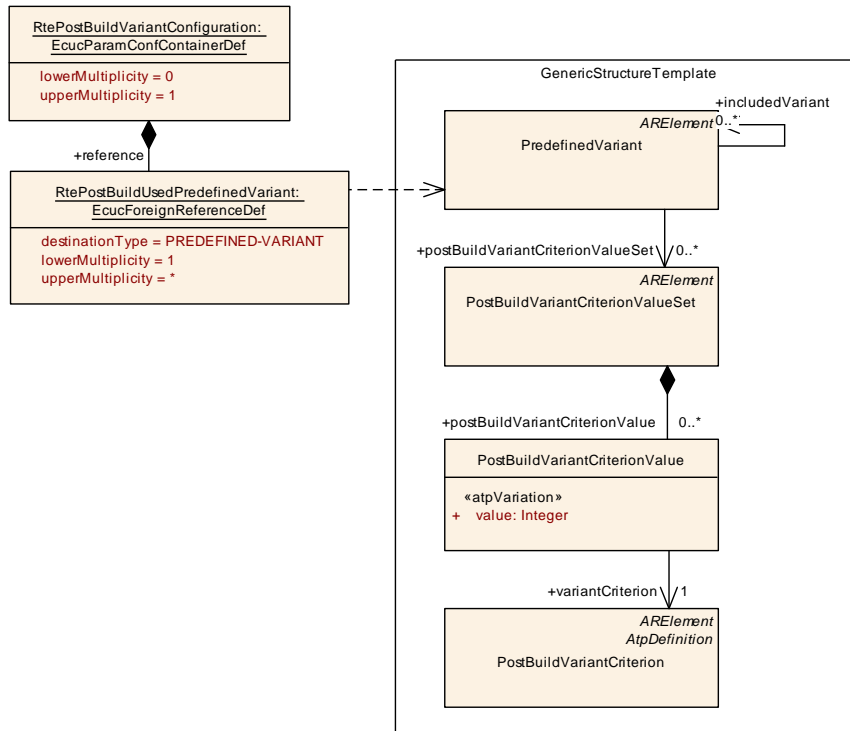 RtePostBuildVariantConfiguration:
EcucParamConfContainerDef
lowerMultiplicity = 0
upperMultiplicity = 1
+reference
RtePostBuildUsedPredefinedVariant:
EcucForeignReferenceDef
destinationType = PREDEFINED-VARIANT
lowerMultiplicity = 1
upperMultiplicity = *
GenericStructureTemplate
+includedVariant
0..*
ARElement
PredefinedVariant
+postBuildVariantCriterionValueSet
0..*
ARElement
PostBuildVariantCriterionValueSet
+postBuildVariantCriterionValue
0..*
PostBuildVariantCriterionValue
«atpVariation»
+ value: Integer
+variantCriterion
1
ARElement
AtpDefinition
PostBuildVariantCriterion